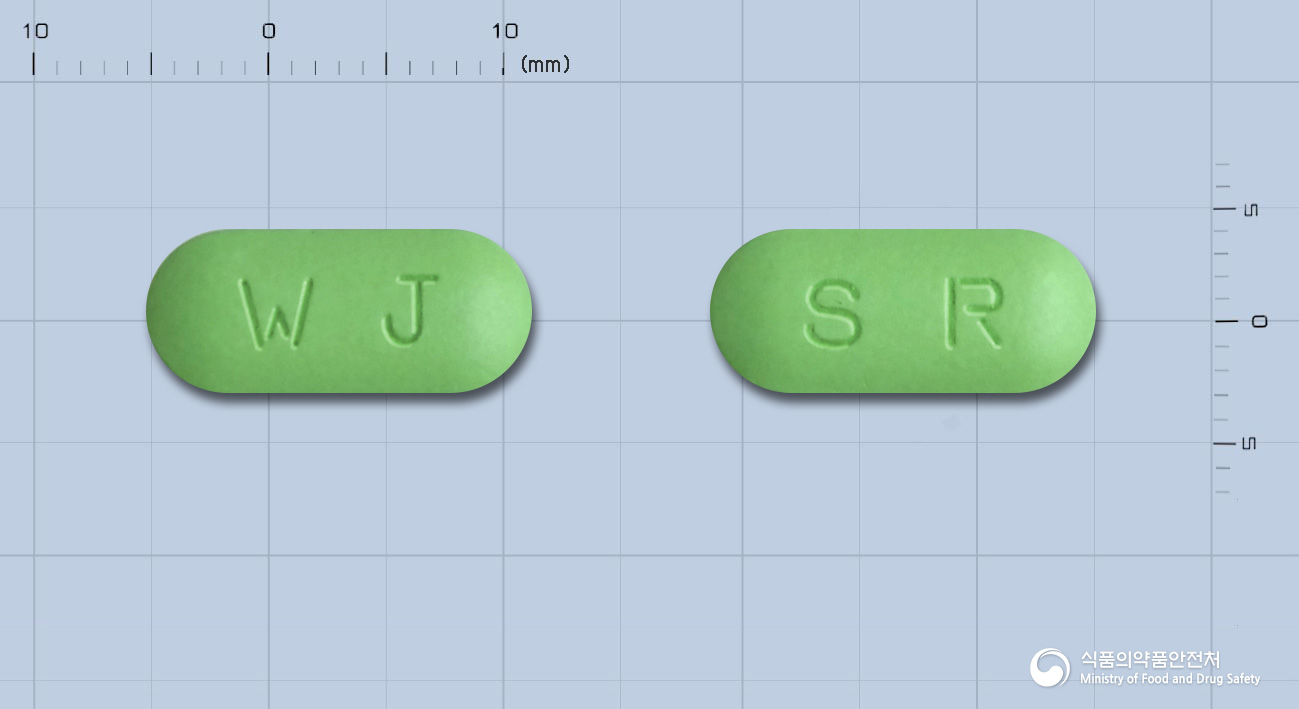 10 0 10
(mm)
5
W J
S R
0
5
식품의약품안전처
Ministry of Food and Drug Safety